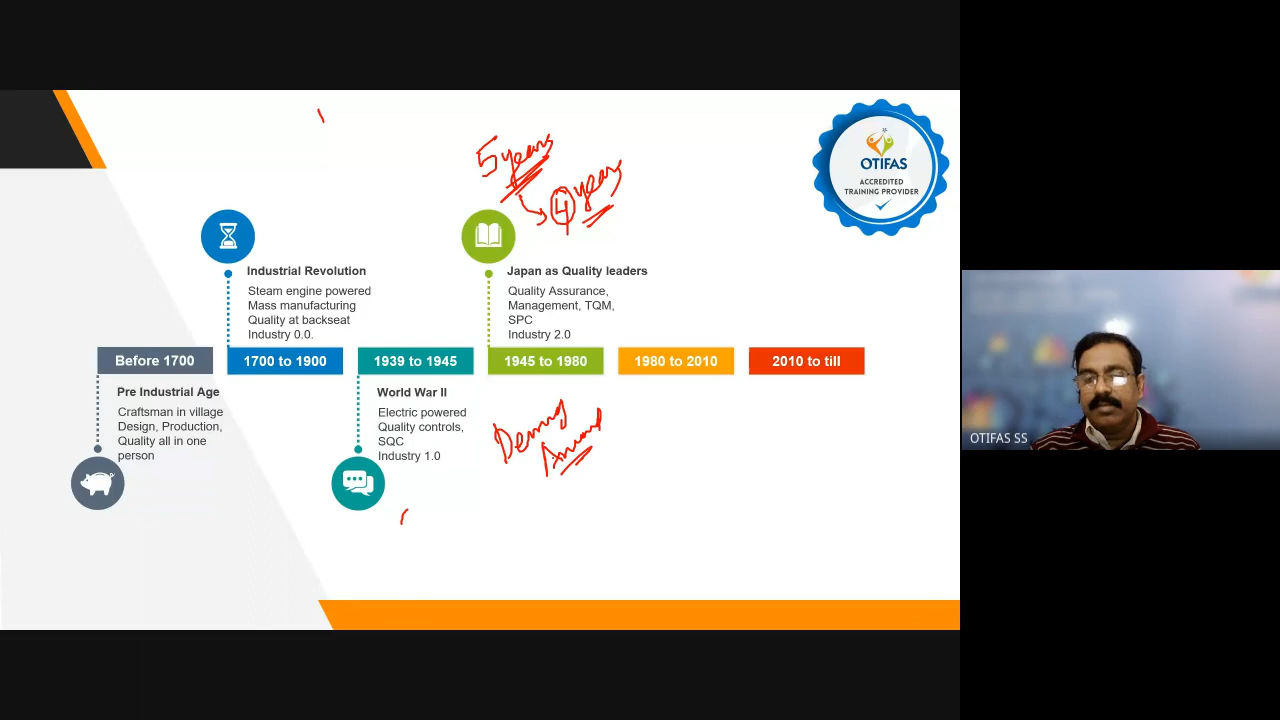 5 years
4 years
OTIFAS
ACCREDITED
TRAINING PROVIDER
Industrial Revolution
Steam engine powered
Mass manufacturing
Quality at backseat
Industry 0.0.
Japan as Quality leaders
Quality Assurance,
Management, TQM,
SPC
Industry 2.0
Before 1700
1700 to 1900
1939 to 1945
1945 to 1980
1980 to 2010
2010 to till
Pre Industrial Age
Craftsman in village
Design, Production,
Quality all in one
person
World War II
Electric powered
Quality controls,
SQC
Industry 1.0
Deming
OTIFAS SS